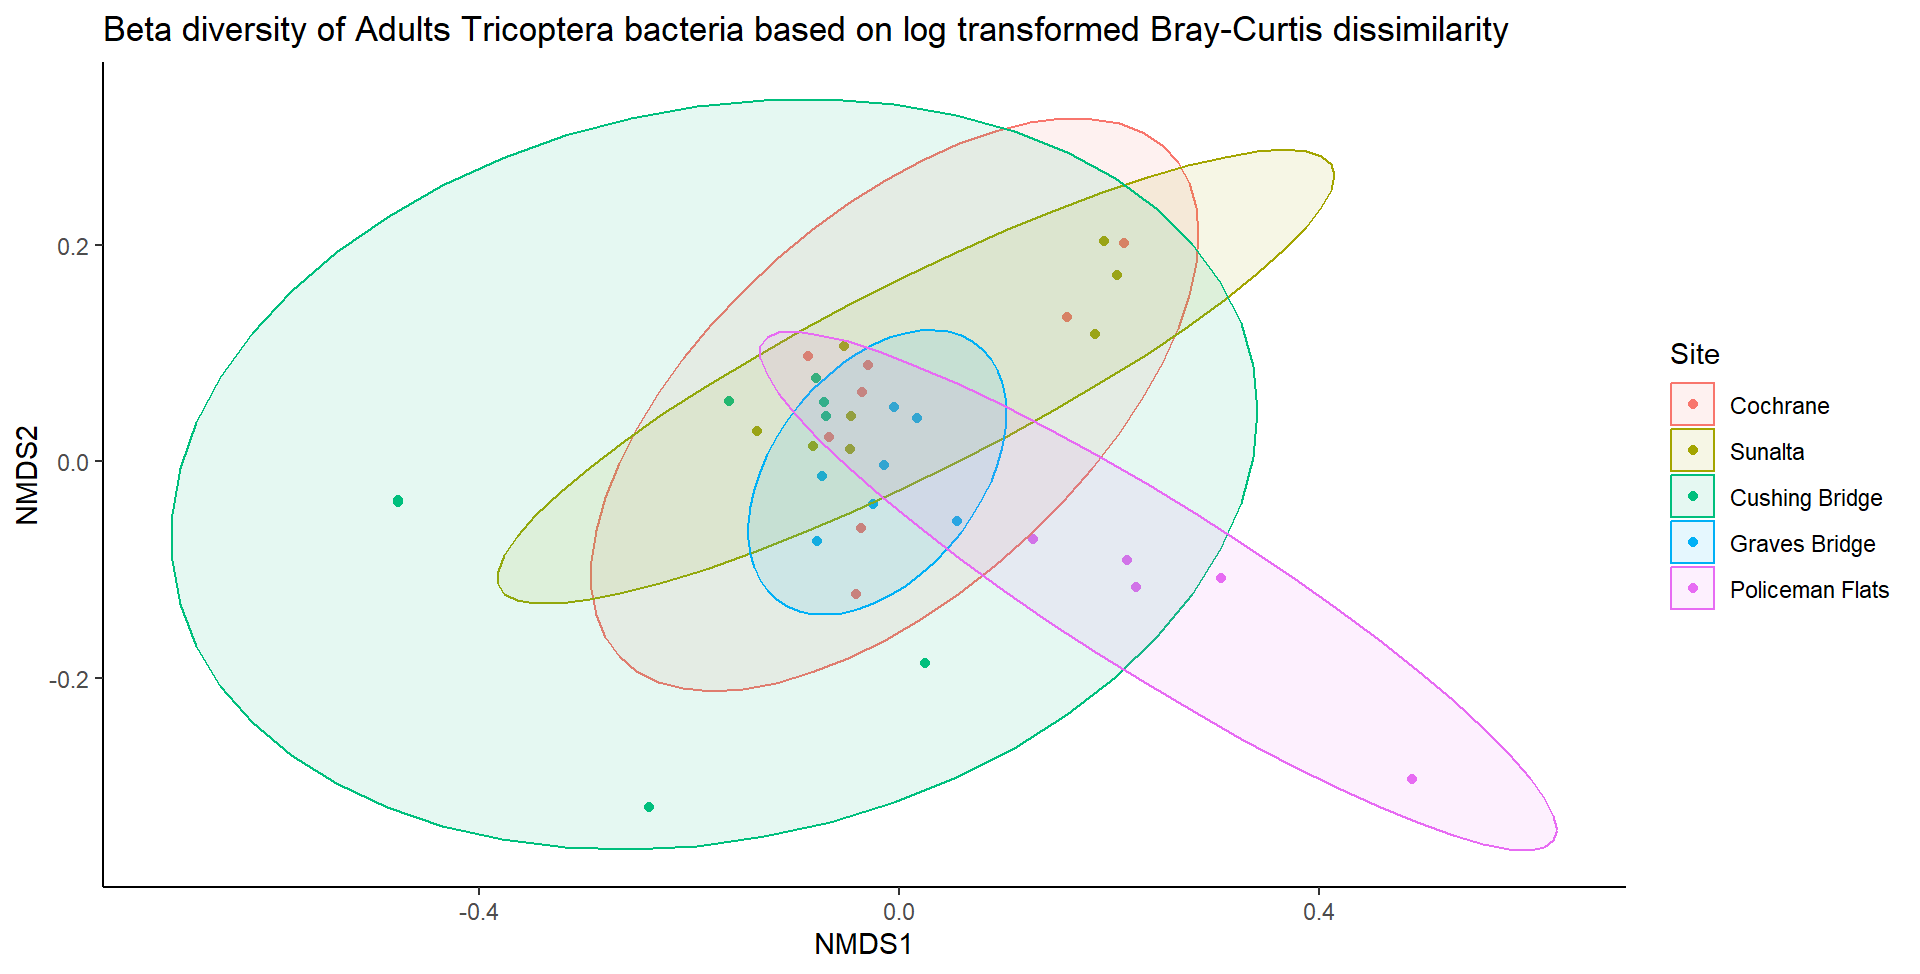 Beta diversity of Adults Tricoptera bacteria based on log transformed Bray-Curtis dissimilarity
NMDS2
0.2
0.0
-0.2
-0.4
0.0
0.4
NMDS1
Site
Cochrane
Sunalta
Cushing Bridge
Graves Bridge
Policeman Flats